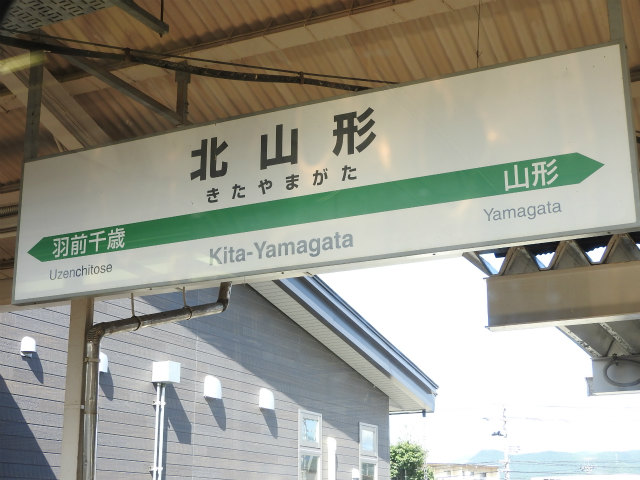 北山形
きたやまがた
羽前千歳
山形
Uzenchitose
Kita-Yamagata
Yamagata